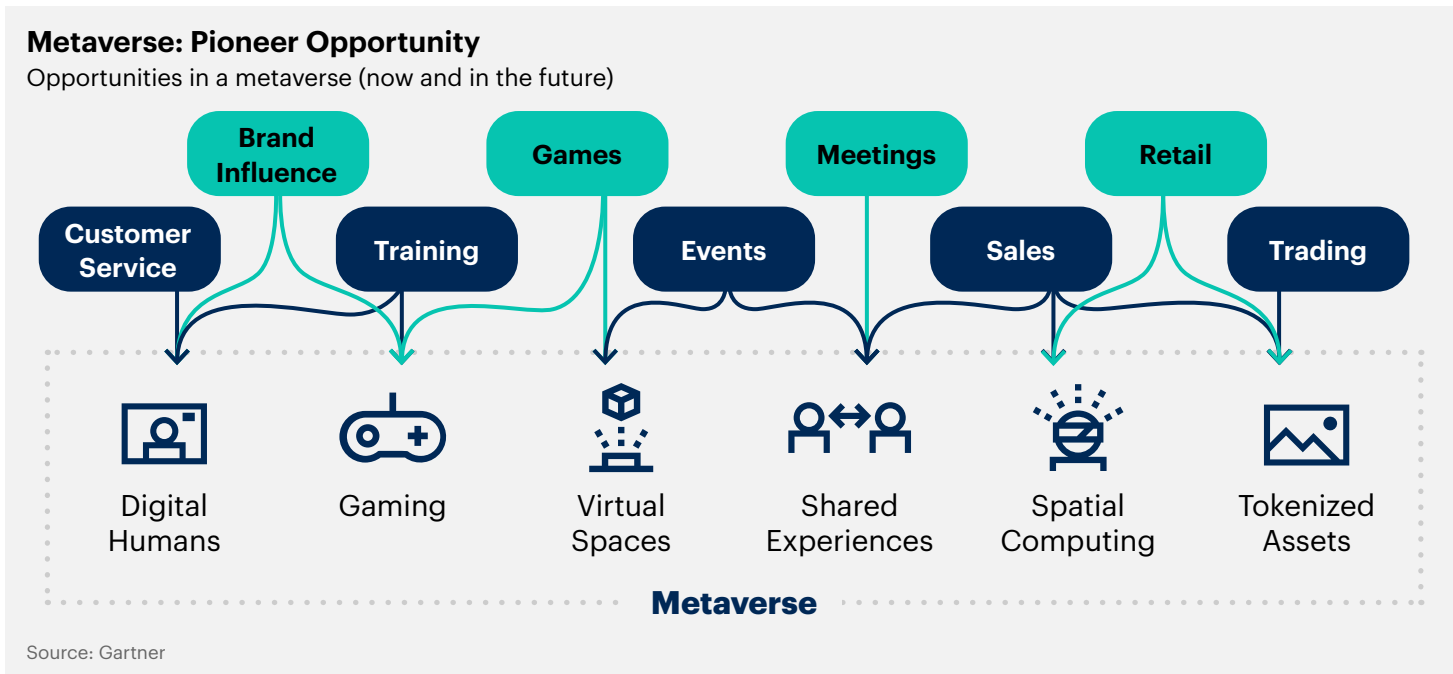 Metaverse: Pioneer Opportunity
Opportunities in a metaverse (now and in the future)
Brand
Influence
Games
Meetings
Retail
Customer
Service
Training
Events
Sales
Trading
Digital
Humans
Gaming
Virtual
Spaces
Shared
Experiences
Spatial
Computing
Tokenized
Assets
Metaverse
Source: Gartner